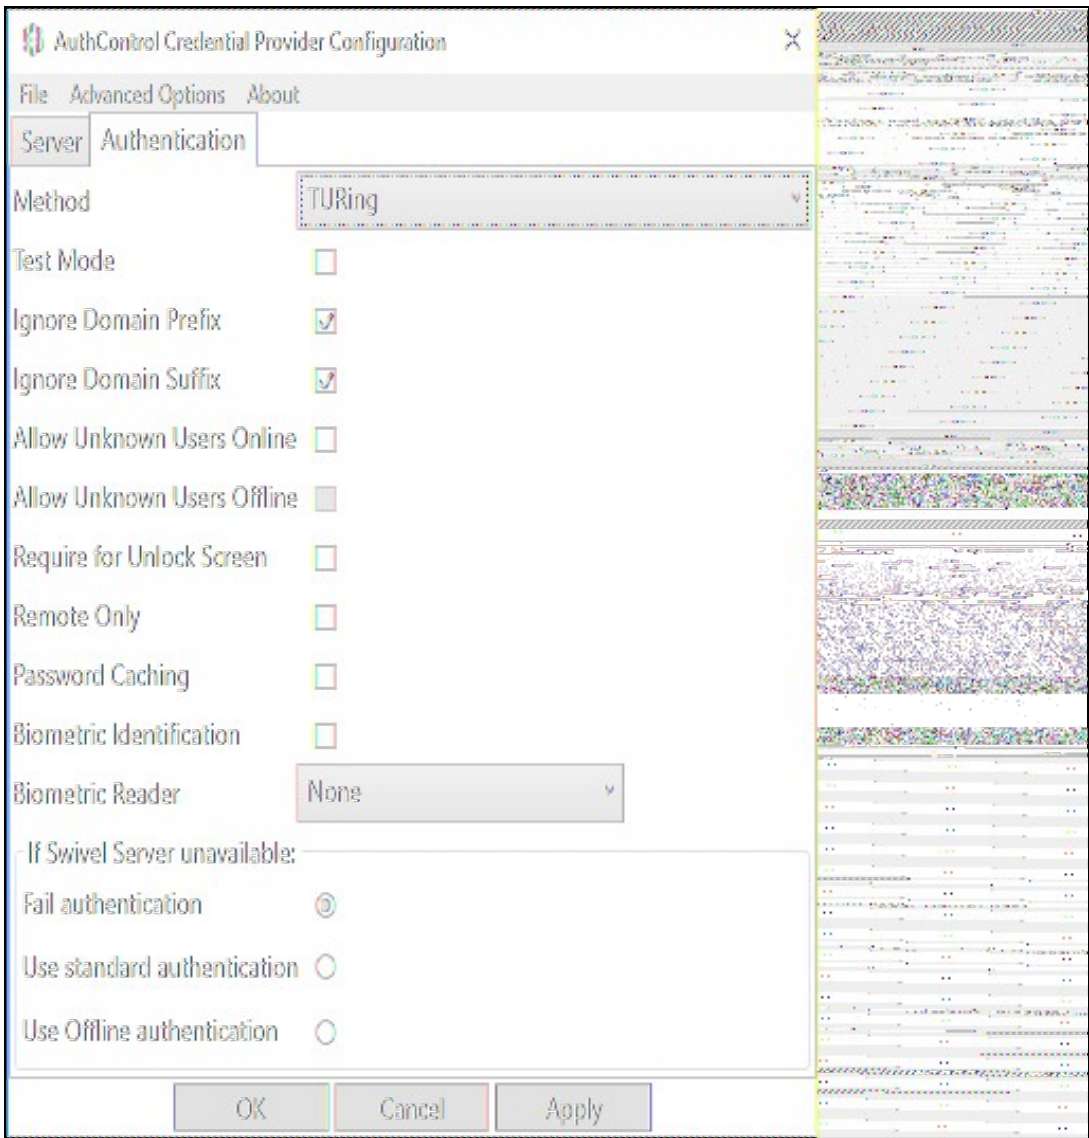 AuthControl Credential Provider Configuration
File Advanced Options About
Server Authentication
Method TURing
Test Mode
Ignore Domain Prefix
Ignore Domain Suffix
Allow Unknown Users Online
Allow Unknown Users Offline
Require for Unlock Screen
Remote Only
Password Caching
Biometric Identification
Biometric Reader None
If Swivel Server unavailable:
Fail authentication
Use standard authentication
Use Offline authentication
OK Cancel Apply